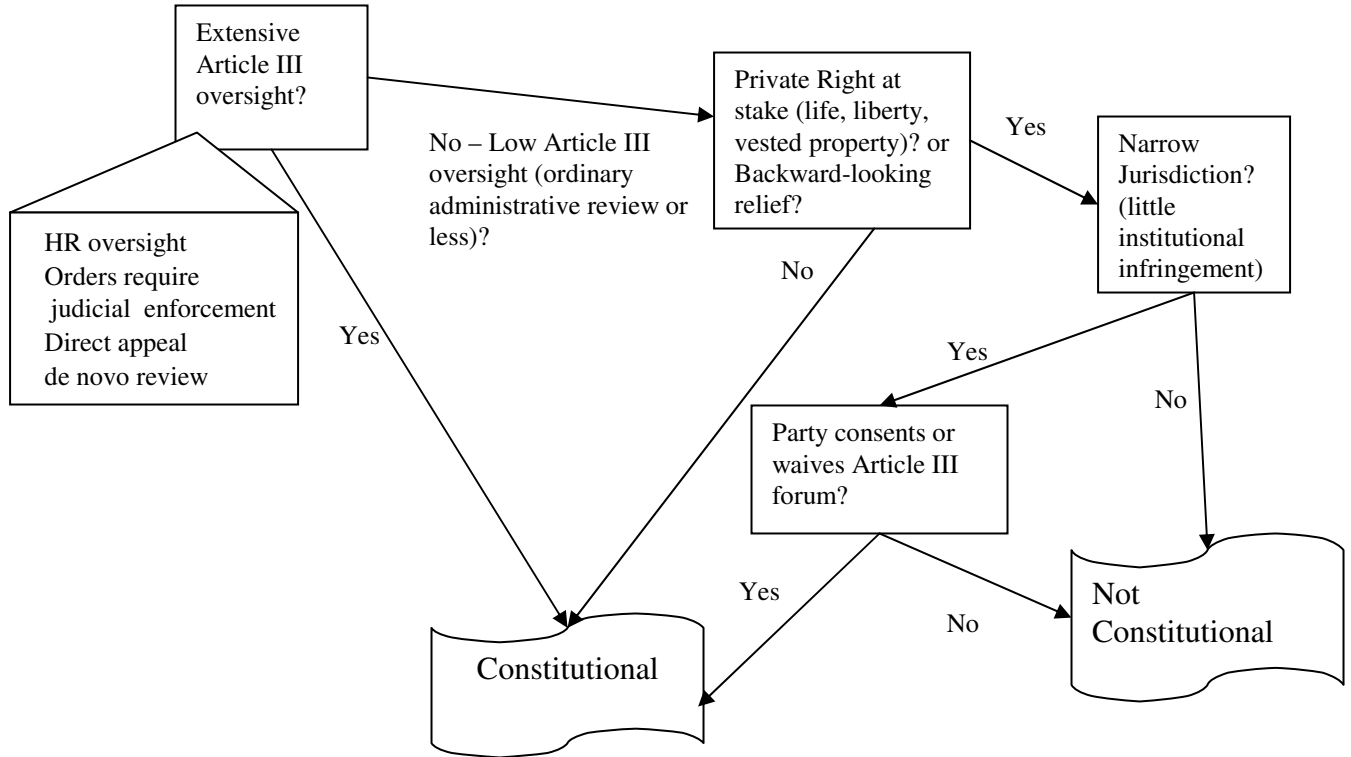 Extensive
Article III
oversight?
HR oversight
Orders require
judicial enforcement
Direct appeal
de novo review
Yes
No – Low Article III
oversight (ordinary
administrative review or
less)?
Private Right at
stake (life, liberty,
vested property)? or
Backward-looking
relief?
No
Yes
Narrow
Jurisdiction?
(little
institutional
infringement)
Yes
No
Party consents or
waives Article III
forum?
Yes
No
Constitutional
Not
Constitutional